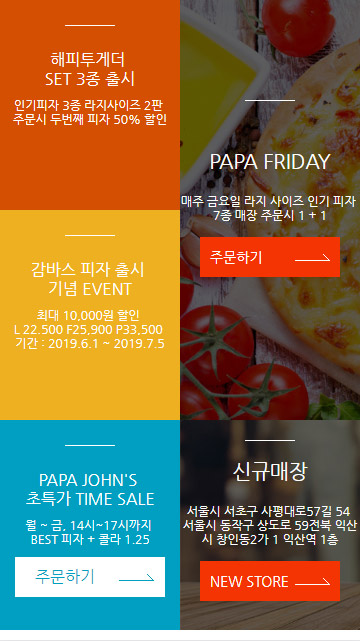 해피투게더
SET 3종 출시
인기피자 3종 라지사이즈 2판
주문시 두번째 피자 50% 할인
PAPA FRIDAY
매주 금요일 라지 사이즈 인기 피자
7종 매장 주문시 1 + 1
주문하기
감바스 피자 출시
기념 EVENT
최대 10,000원 할인
L 22.500 F25,900 P33,500
기간 : 2019.6.1 ~ 2019.7.5
PAPA JOHN'S
초특가 TIME SALE
월 ~ 금, 14시~17시까지
BEST 피자 + 콜라 1.25
주문하기
신규매장
서울시 서초구 사평대로57길 54
서울시 동작구 상도로 59전북 익산
시 창인동2가 1 익산역 1층
NEW STORE